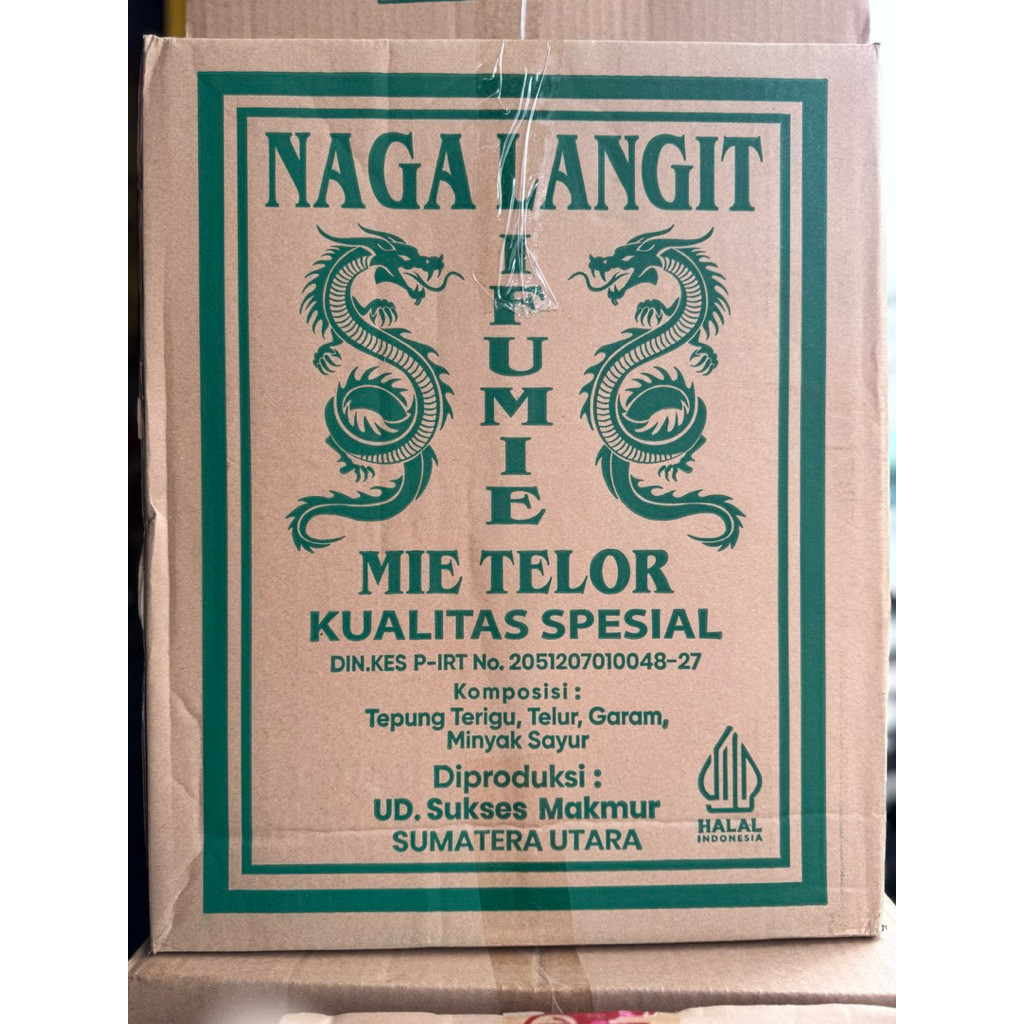 NAGA LANGIT
LIFUMIE
MIE TELOR
KUALITAS SPESIAL
DIN.KES P-IRT No. 2051207010048-27
Komposisi :
Tepung Terigu, Telur, Garam,
Minyak Sayur
Diproduksi :
UD. Sukses Makmur
SUMATERA UTARA
HALAL
INDONESIA